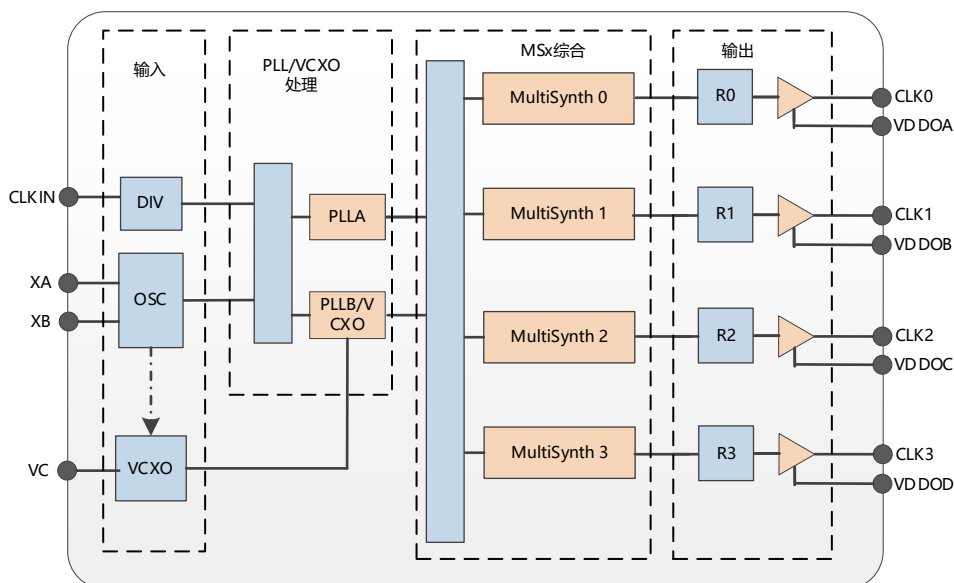 输入
PLL/VCXO
处理
MSx综合
输出
MultiSynth 0
R0
CLK0
VDDOA
CLKIN
DIV
PLLA
MultiSynth 1
R1
CLK1
VDDOB
XA
OSC
XB
PLLB/V
CXO
MultiSynth 2
R2
CLK2
VDDOC
VC
VCXO
MultiSynth 3
R3
CLK3
VDDOD